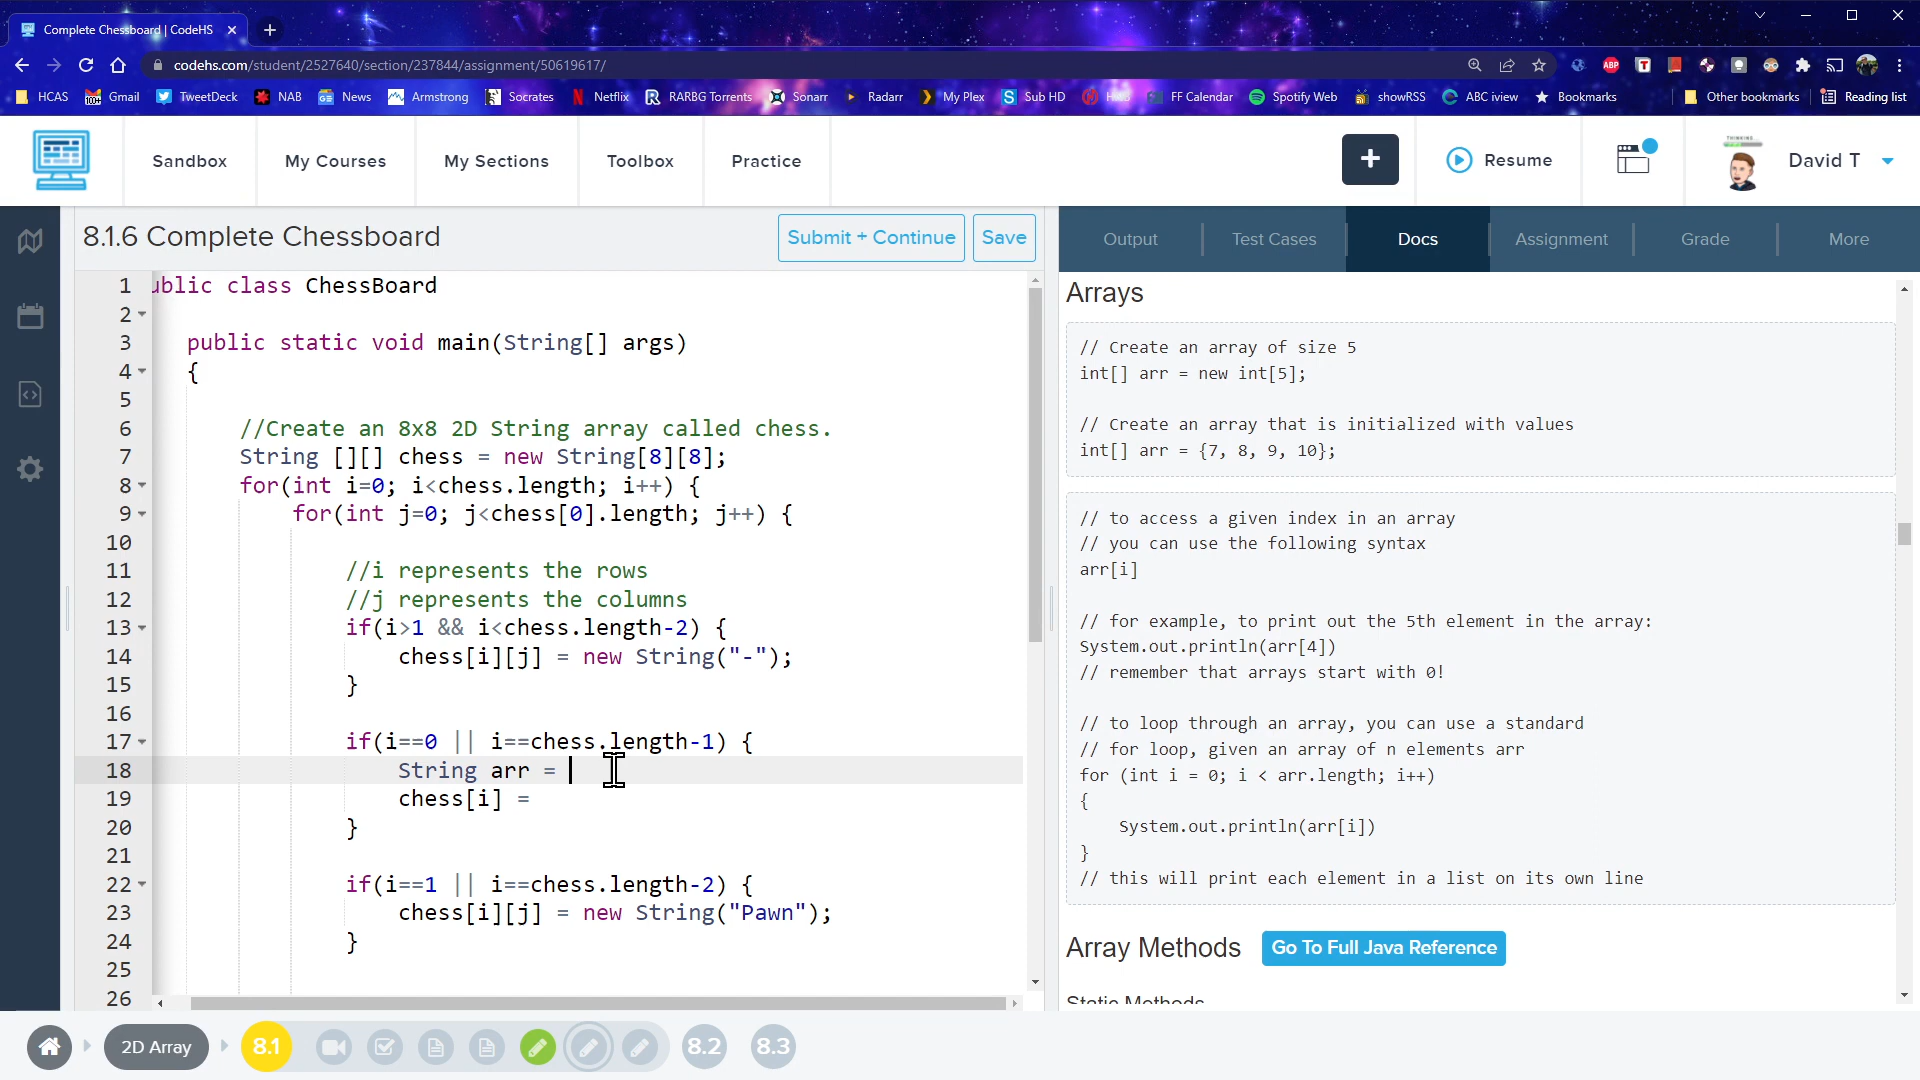 Complete Chessboard | CodeHS
codehs.com/student/2527640/section/237844/assignment/50619617/
HCAS
Gmail
TweetDeck
NAB
News
Armstrong
Socrates
Netflix
RARBG Torrents
Sonarr
Radarr
My Plex
Sub HD
FF Calendar
Spotify Web
showRSS
ABC iview
Bookmarks
Other bookmarks
Reading list
Sandbox
My Courses
My Sections
Toolbox
Practice
+
Resume
THINKING...
David T
8.1.6 Complete Chessboard
Submit + Continue
Save
Output
Test Cases
Docs
Assignment
Grade
More
1 ublic class ChessBoard
2
3 public static void main(String[] args)
4 {
5
6 //Create an 8x8 2D String array called chess.
7 String [][] chess = new String[8][8];
8 for(int i=0; i<chess.length; i++) {
9 for(int j=0; j<chess[0].length; j++) {
10
11 //i represents the rows
12 //j represents the columns
13 if(i>1 && i<chess.length-2) {
14 chess[i][j] = new String("-");
15 }
16
17 if(i==0 || i==chess.length-1) {
18 String arr =
19 chess[i] =
20 }
21
22 if(i==1 || i==chess.length-2) {
23 chess[i][j] = new String("Pawn");
24 }
25
26
Arrays
// Create an array of size 5
int[] arr = new int[5];
// Create an array that is initialized with values
int[] arr = {7, 8, 9, 10};
// to access a given index in an array
// you can use the following syntax
arr[i]
// for example, to print out the 5th element in the array:
System.out.println(arr[4])
// remember that arrays start with 0!
// to loop through an array, you can use a standard
// for loop, given an array of n elements arr
for (int i = 0; i < arr.length; i++)
{
System.out.println(arr[i])
}
// this will print each element in a list on its own line
Array Methods
Go To Full Java Reference
Static Methods
2D Array
8.1
8.2
8.3